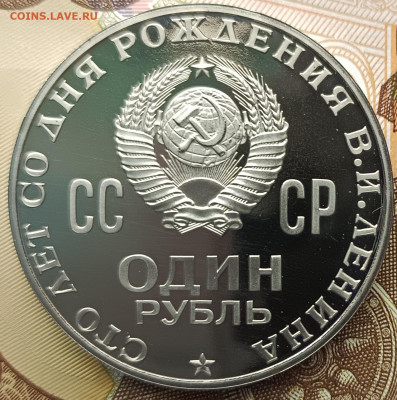 COINS.LAVE.RU
СТО ЛЕТ СО ДНЯ РОЖДЕНИЯ В.И.ЛЕНИНА
СС СР
ОДИН
РУБЛЬ